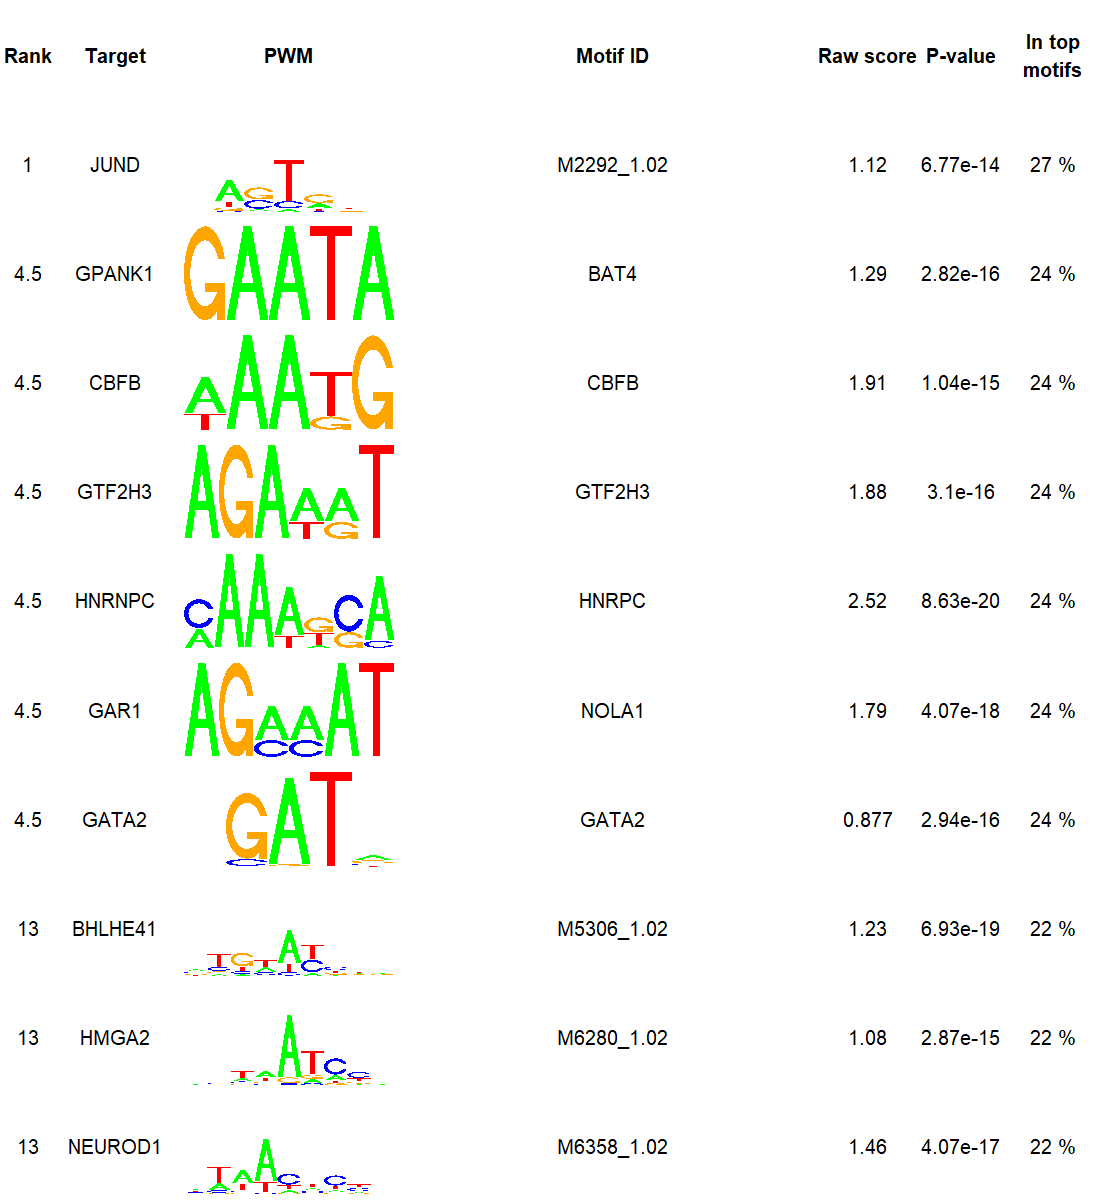 Rank Target PWM Motif ID Raw score P-value In top motifs
1 JUND M2292_1.02 1.12 6.77e-14 27 %
4.5 GPANK1 GAATA BAT4 1.29 2.82e-16 24 %
4.5 CBFB CBFB 1.91 1.04e-15 24 %
4.5 GTF2H3 GTF2H3 1.88 3.1e-16 24 %
4.5 HNRNPC HNRPC 2.52 8.63e-20 24 %
4.5 GAR1 NOLA1 1.79 4.07e-18 24 %
4.5 GATA2 GATA2 0.877 2.94e-16 24 %
13 BHLHE41 M5306_1.02 1.23 6.93e-19 22 %
13 HMGA2 M6280_1.02 1.08 2.87e-15 22 %
13 NEUROD1 M6358_1.02 1.46 4.07e-17 22 %